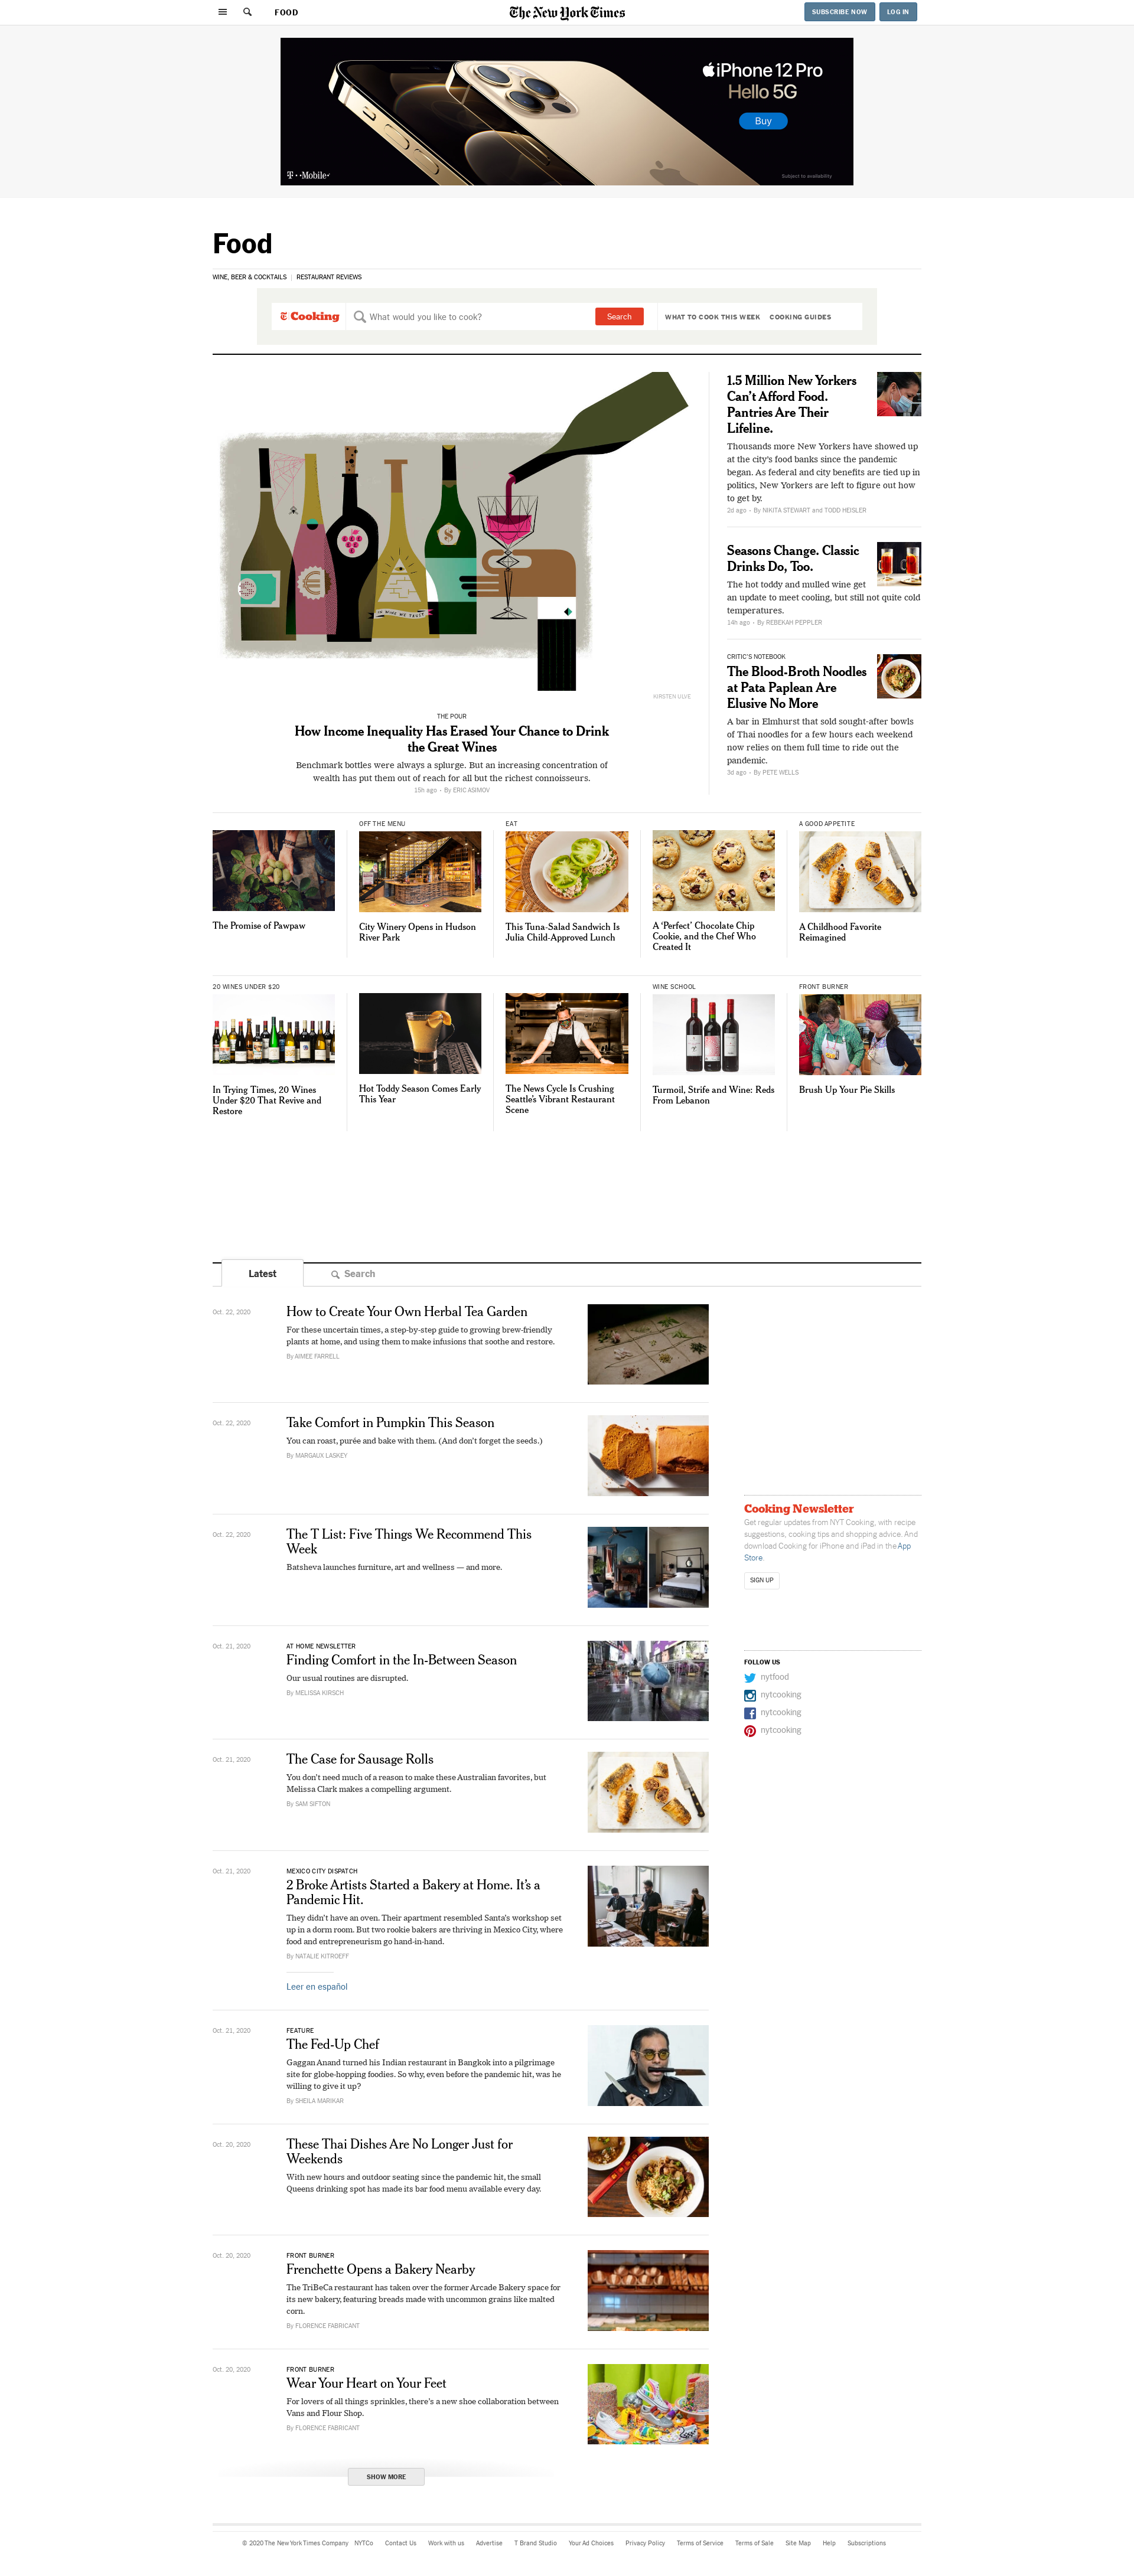 FOOD
The New York Times
SUBSCRIBE NOW
LOG IN
iPhone 12 Pro
Hello 5G
Buy
T-Mobile
Subject to availability
Food
WINE, BEER & COCKTAILS | RESTAURANT REVIEWS
Cooking
What would you like to cook?
Search
WHAT TO COOK THIS WEEK
COOKING GUIDES
KIRSTEN ULVE
THE POUR
How Income Inequality Has Erased Your Chance to Drink
the Great Wines
Benchmark bottles were always a splurge. But an increasing concentration of
wealth has put them out of reach for all but the richest connoisseurs.
15h ago • By ERIC ASIMOV
1.5 Million New Yorkers
Can’t Afford Food.
Pantries Are Their
Lifeline.
Thousands more New Yorkers have showed up
at the city’s food banks since the pandemic
began. As federal and city benefits are tied up in
politics, New Yorkers are left to figure out how
to get by.
2d ago • By NIKITA STEWART and TODD HEISLER
Seasons Change. Classic
Drinks Do, Too.
The hot toddy and mulled wine get
an update to meet cooling, but still not quite cold
temperatures.
14h ago • By REBEKAH PEPPLER
CRITIC’S NOTEBOOK
The Blood-Broth Noodles
at Pata Paplean Are
Elusive No More
A bar in Elmhurst that sold sought-after bowls
of Thai noodles for a few hours each weekend
now relies on them full time to ride out the
pandemic.
3d ago • By PETE WELLS
The Promise of Pawpaw
OFF THE MENU
City Winery Opens in Hudson
River Park
EAT
This Tuna-Salad Sandwich Is
Julia Child-Approved Lunch
A ‘Perfect’ Chocolate Chip
Cookie, and the Chef Who
Created It
A GOOD APPETITE
A Childhood Favorite
Reimagined
20 WINES UNDER $20
In Trying Times, 20 Wines
Under $20 That Revive and
Restore
Hot Toddy Season Comes Early
This Year
The News Cycle Is Crushing
Seattle’s Vibrant Restaurant
Scene
WINE SCHOOL
Turmoil, Strife and Wine: Reds
From Lebanon
FRONT BURNER
Brush Up Your Pie Skills
Latest
Search
Oct. 22, 2020
How to Create Your Own Herbal Tea Garden
For these uncertain times, a step-by-step guide to growing brew-friendly
plants at home, and using them to make infusions that soothe and restore.
By AIMEE FARRELL
Oct. 22, 2020
Take Comfort in Pumpkin This Season
You can roast, purée and bake with them. (And don’t forget the seeds.)
By MARGAUX LASKEY
Oct. 22, 2020
The T List: Five Things We Recommend This
Week
Batsheva launches furniture, art and wellness — and more.
Oct. 21, 2020
AT HOME NEWSLETTER
Finding Comfort in the In-Between Season
Our usual routines are disrupted.
By MELISSA KIRSCH
Oct. 21, 2020
The Case for Sausage Rolls
You don’t need much of a reason to make these Australian favorites, but
Melissa Clark makes a compelling argument.
By SAM SIFTON
Oct. 21, 2020
MEXICO CITY DISPATCH
2 Broke Artists Started a Bakery at Home. It’s a
Pandemic Hit.
They didn’t have an oven. Their apartment resembled Santa’s workshop set
up in a dorm room. But two rookie bakers are thriving in Mexico City, where
food and entrepreneurism go hand-in-hand.
By NATALIE KITROEFF
Leer en español
Oct. 21, 2020
FEATURE
The Fed-Up Chef
Gaggan Anand turned his Indian restaurant in Bangkok into a pilgrimage
site for globe-hopping foodies. So why, even before the pandemic hit, was he
willing to give it up?
By SHEILA MARIKAR
Oct. 20, 2020
These Thai Dishes Are No Longer Just for
Weekends
With new hours and outdoor seating since the pandemic hit, the small
Queens drinking spot has made its bar food menu available every day.
Oct. 20, 2020
FRONT BURNER
Frenchette Opens a Bakery Nearby
The TriBeCa restaurant has taken over the former Arcade Bakery space for
its new bakery, featuring breads made with uncommon grains like malted
corn.
By FLORENCE FABRICANT
Oct. 20, 2020
FRONT BURNER
Wear Your Heart on Your Feet
For lovers of all things sprinkles, there’s a new shoe collaboration between
Vans and Flour Shop.
By FLORENCE FABRICANT
SHOW MORE
Cooking Newsletter
Get regular updates from NYT Cooking, with recipe
suggestions, cooking tips and shopping advice. And
download Cooking for iPhone and iPad in the App
Store.
SIGN UP
FOLLOW US
nytfood
nytcooking
nytcooking
nytcooking
© 2020 The New York Times Company NYTCo Contact Us Work with us Advertise T Brand Studio Your Ad Choices Privacy Policy Terms of Service Terms of Sale Site Map Help Subscriptions